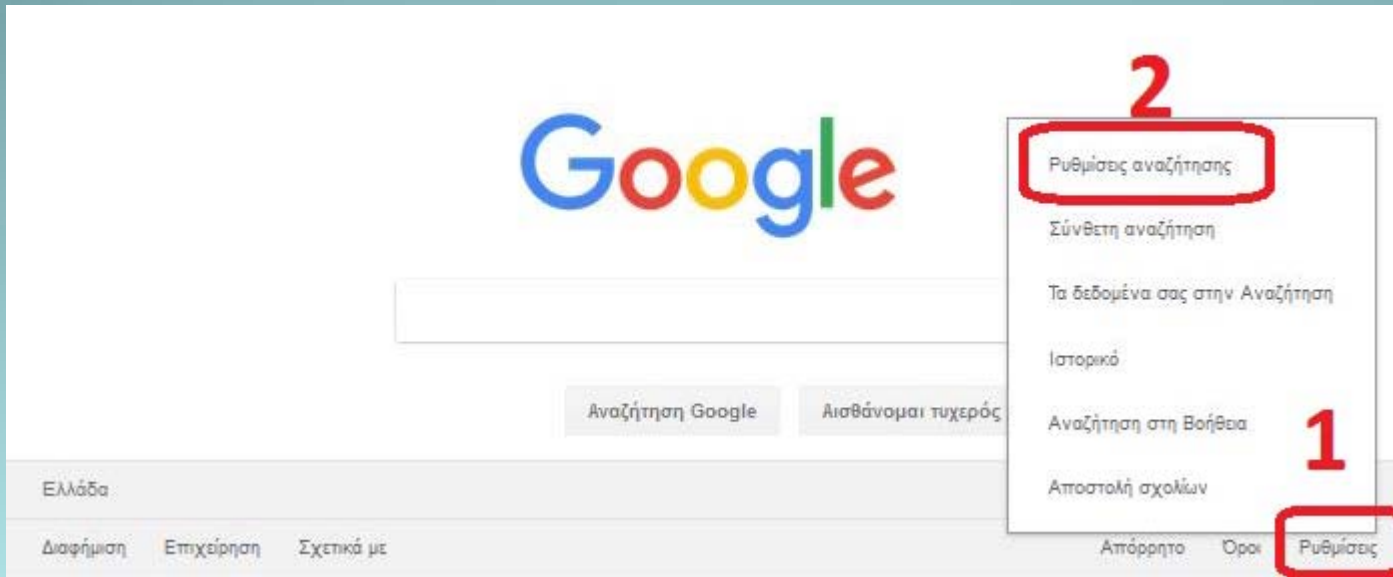 2
Google
Ρυθμίσεις αναζήτησης
Σύνθετη αναζήτηση
Τα δεδομένα σας στην Αναζήτηση
Ιστορικό
Αναζήτηση Google Αισθάνομαι τυχερός
Αναζήτηση στη Βοήθεια
1
Αποστολή σχολίων
Ελλάδα
Διαφήμιση Επιχείρηση Σχετικά με Απόρρητο Όροι Ρυθμίσεις